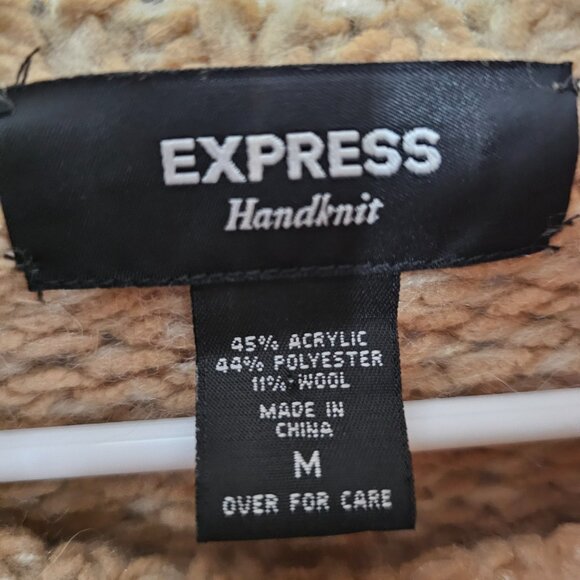 EXPRESS
Handknit
45% ACRYLIC
44% POLYESTER
11% WOOL
MADE IN
CHINA
M
OVER FOR CARE